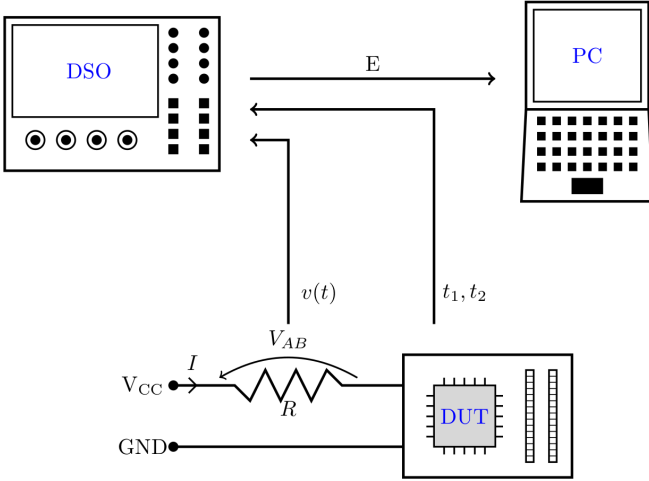 DSO
PC
E
v(t)
t₁, t₂
V_AB
I
V_CC
R
DUT
GND